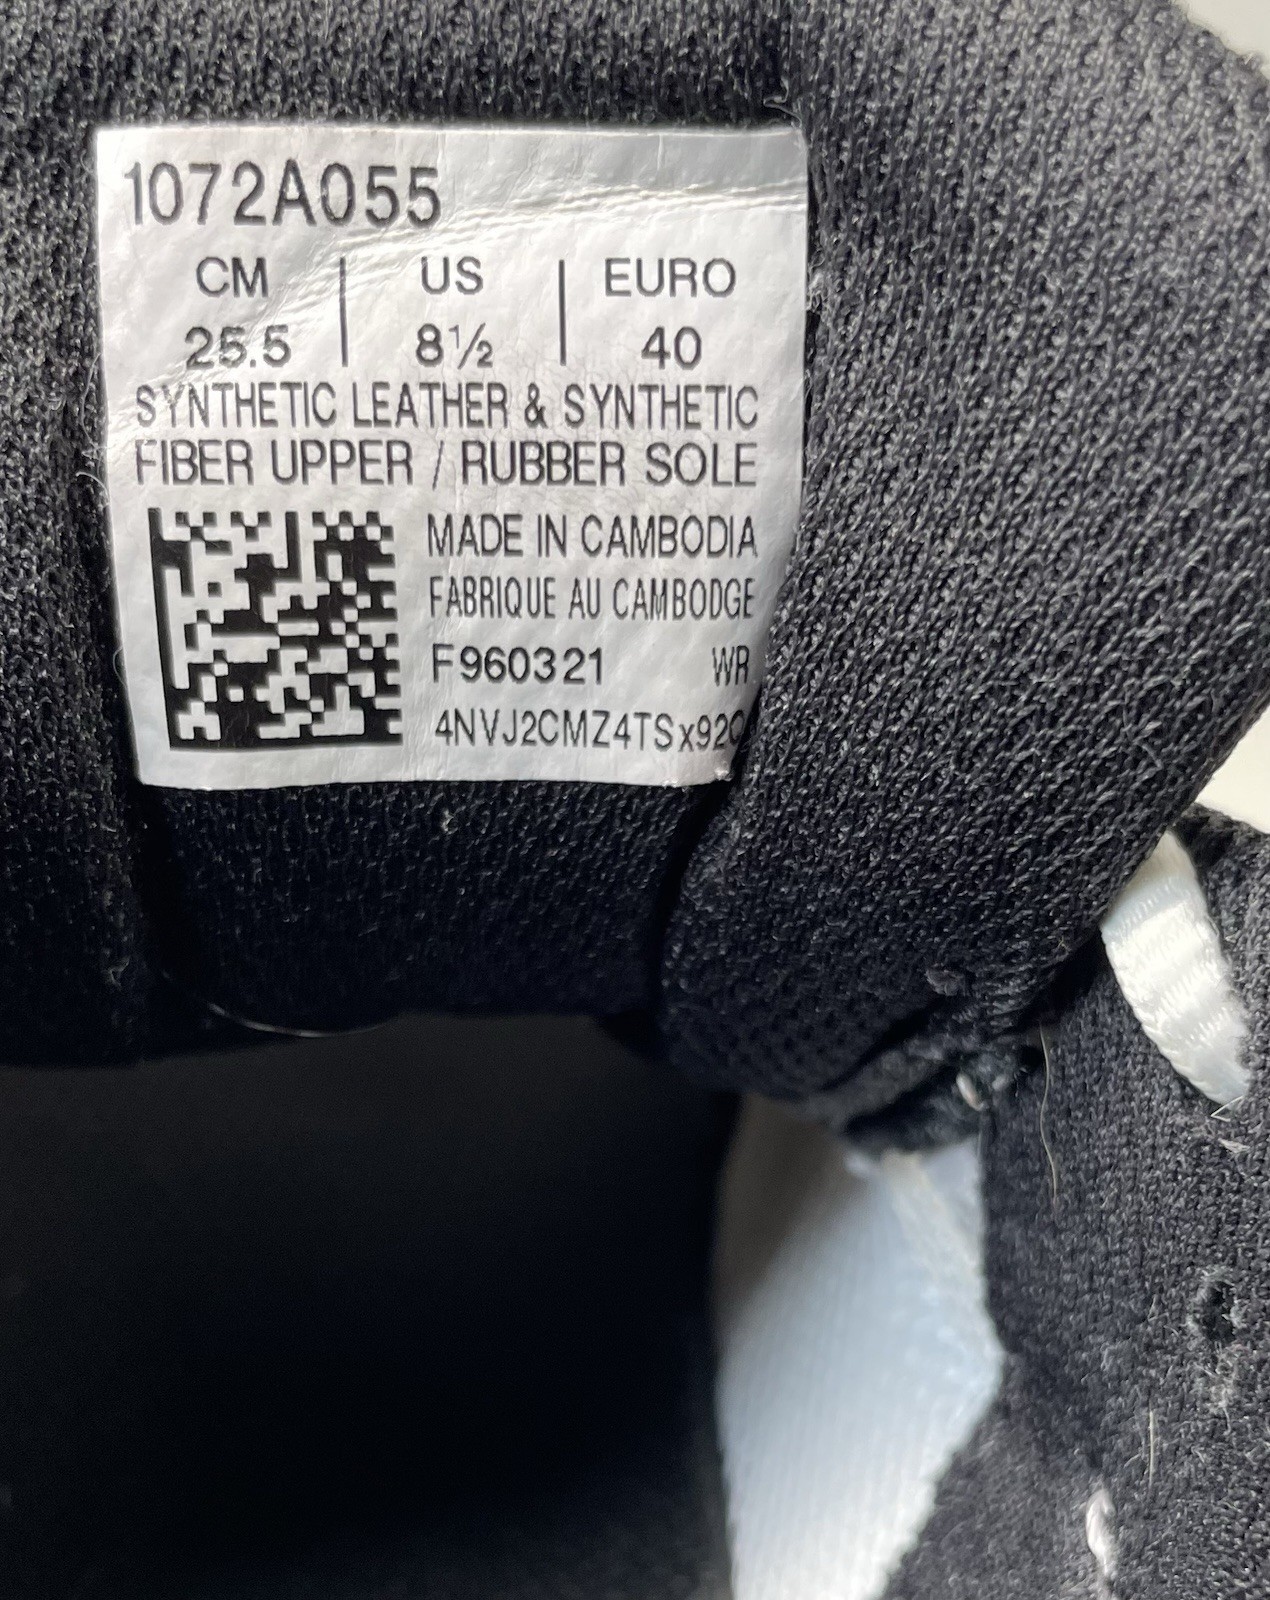 1072A055
CM | US | EURO
25.5 | 8½ | 40
SYNTHETIC LEATHER & SYNTHETIC
FIBER UPPER / RUBBER SOLE
MADE IN CAMBODIA
FABRIQUE AU CAMBODGE
F960321 WR